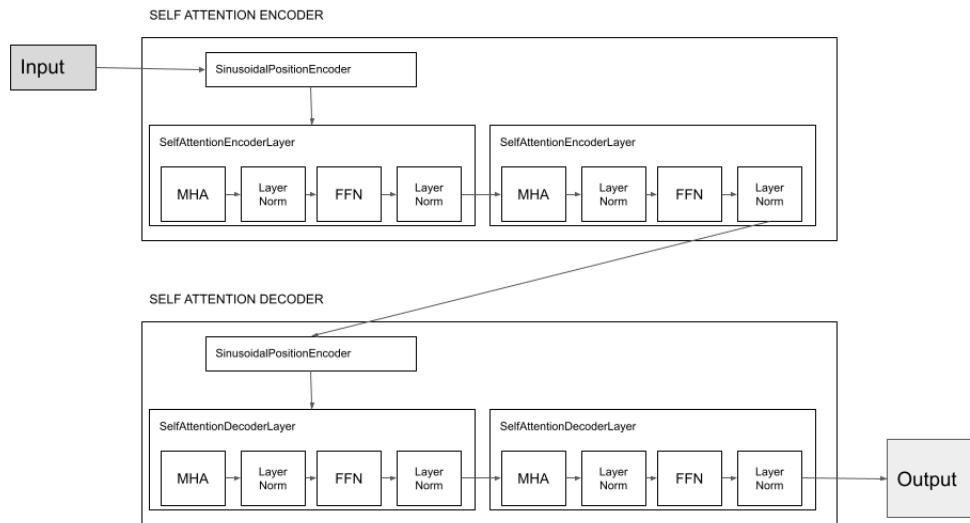 SELF ATTENTION ENCODER
Input
SinusoidalPositionEncoder
SelfAttentionEncoderLayer
MHA
Layer
Norm
FFN
Layer
Norm
SelfAttentionEncoderLayer
MHA
Layer
Norm
FFN
Layer
Norm
SELF ATTENTION DECODER
SinusoidalPositionEncoder
SelfAttentionDecoderLayer
MHA
Layer
Norm
FFN
Layer
Norm
SelfAttentionDecoderLayer
MHA
Layer
Norm
FFN
Layer
Norm
Output